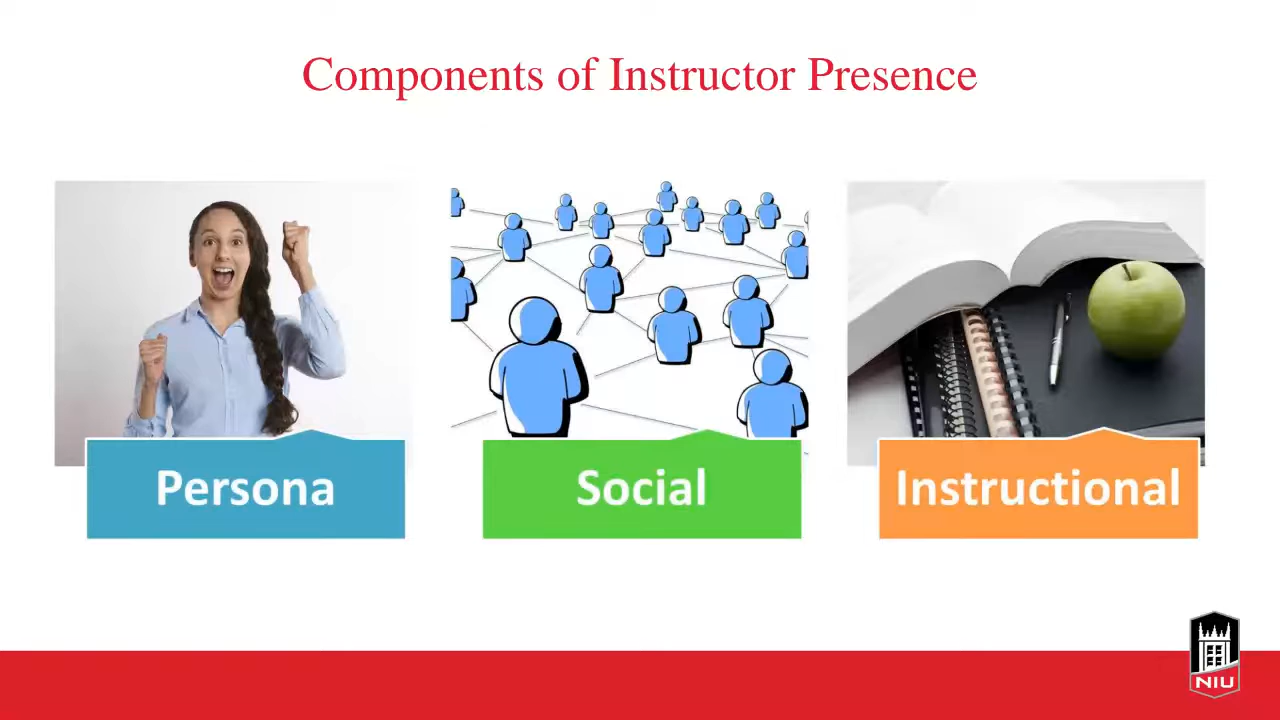 Components of Instructor Presence
Persona
Social
Instructional
NIU